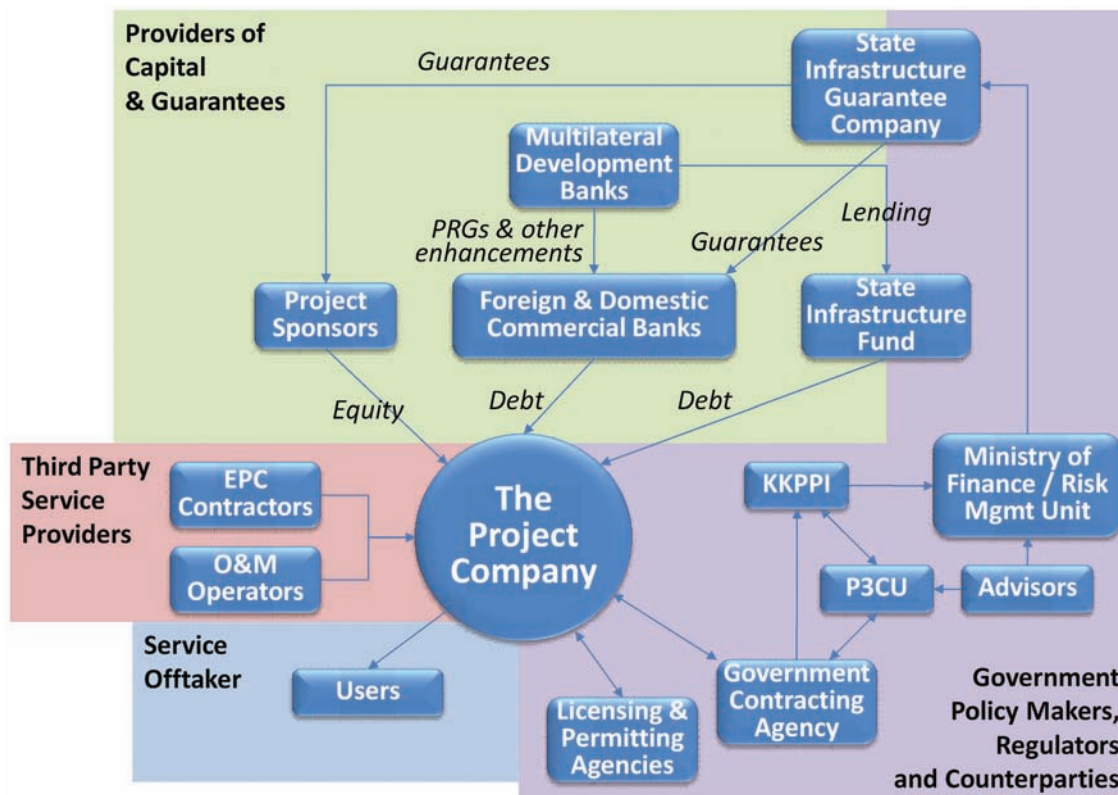 Providers of
Capital
& Guarantees
Guarantees
State
Infrastructure
Guarantee
Company
Multilateral
Development
Banks
PRGs & other
enhancements
Guarantees
Lending
Project
Sponsors
Foreign & Domestic
Commercial Banks
State
Infrastructure
Fund
Equity
Debt
Debt
Third Party
Service
Providers
EPC
Contractors
O&M
Operators
The
Project
Company
KKPPI
Ministry of
Finance / Risk
Mgmt Unit
P3CU
Advisors
Service
Offtaker
Users
Licensing &
Permitting
Agencies
Government
Contracting
Agency
Government
Policy Makers,
Regulators
and Counterparties